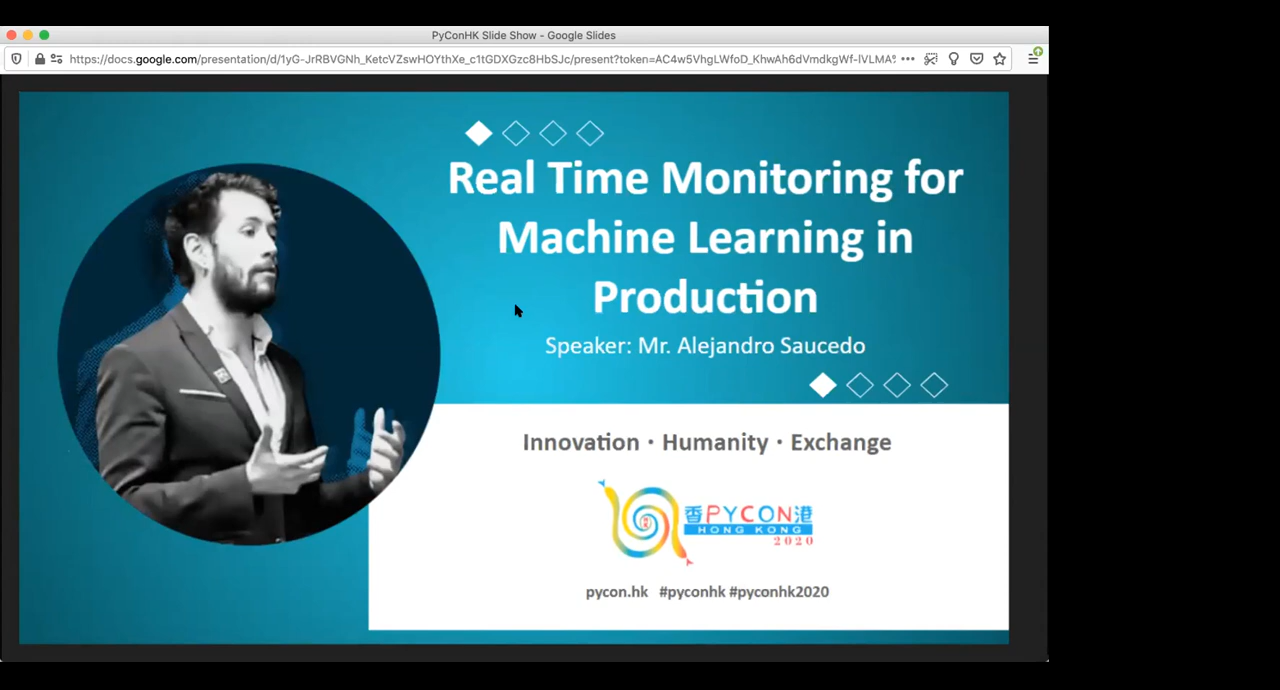 PyConHK Slide Show - Google Slides
https://docs.google.com/presentation/d/1yG-JrRBVGNh_KetcVZswHOYthXe_c1tGDXGzc8HbSJc/present?token=AC4w5VhgLWfoD_KhwAh6dVmdkgWf-lVLMA9
Real Time Monitoring for
Machine Learning in
Production
Speaker: Mr. Alejandro Saucedo
Innovation · Humanity · Exchange
香PYCON港
HONG KONG
2020
pycon.hk #pyconhk #pyconhk2020